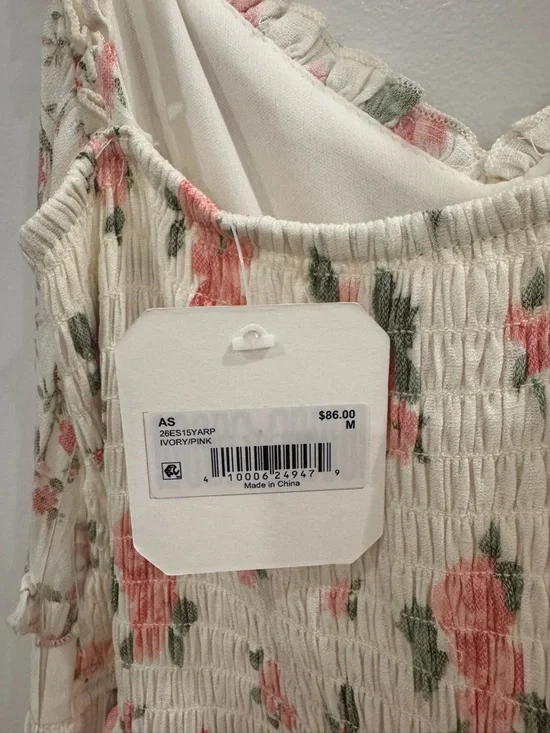 AS $86.00
26ES15YARP M
IVORY/PINK
4 10006 24947 9
Made in China